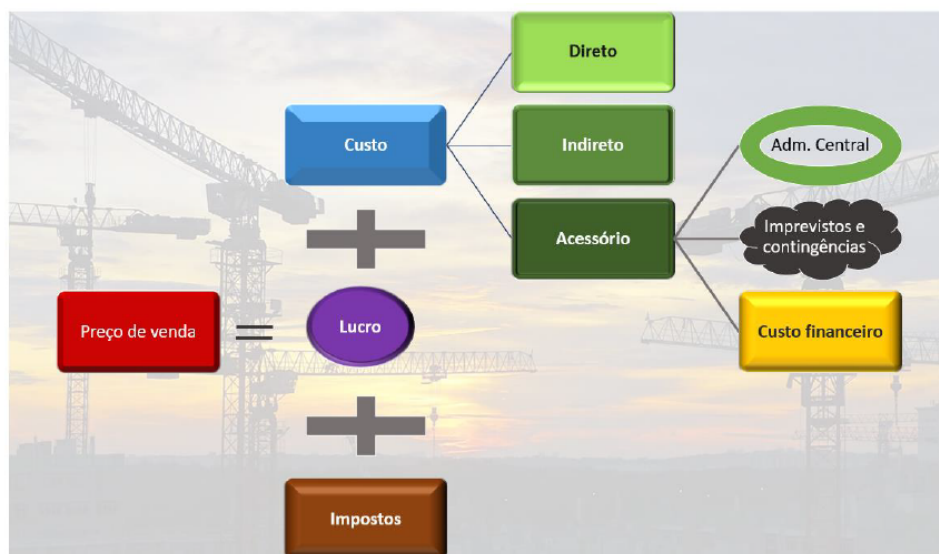 Direto
Custo
Indireto
Adm. Central
Acessório
Imprevistos e
contingências
Preço de venda
=
Lucro
Custo financeiro
Impostos